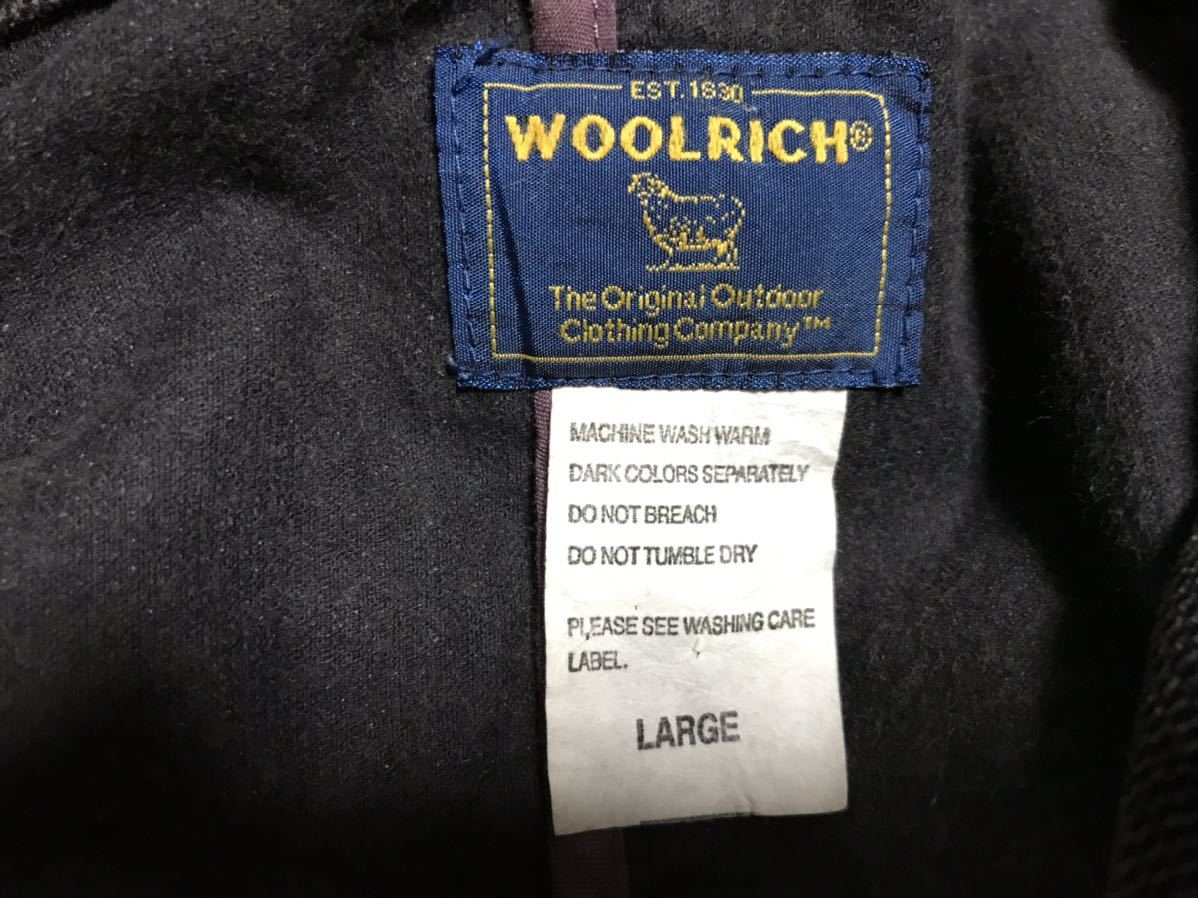 EST. 1830
WOOLRICH®
The Original Outdoor
Clothing Company™
MACHINE WASH WARM
DARK COLORS SEPARATELY
DO NOT BREACH
DO NOT TUMBLE DRY
PLEASE SEE WASHING CARE
LABEL.
LARGE